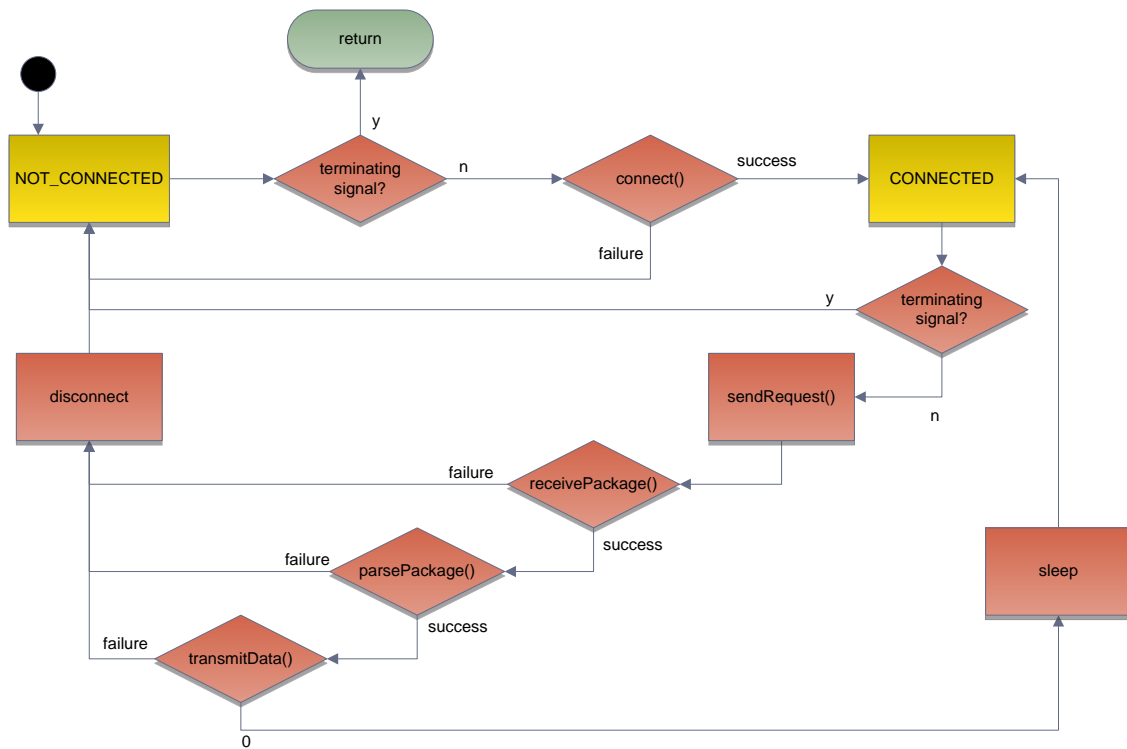 return
y
NOT_CONNECTED
terminating
signal?
n
connect()
success
CONNECTED
failure
y
terminating
signal?
disconnect
sendRequest()
n
failure
receivePackage()
success
failure
parsePackage()
sleep
success
failure
transmitData()
0